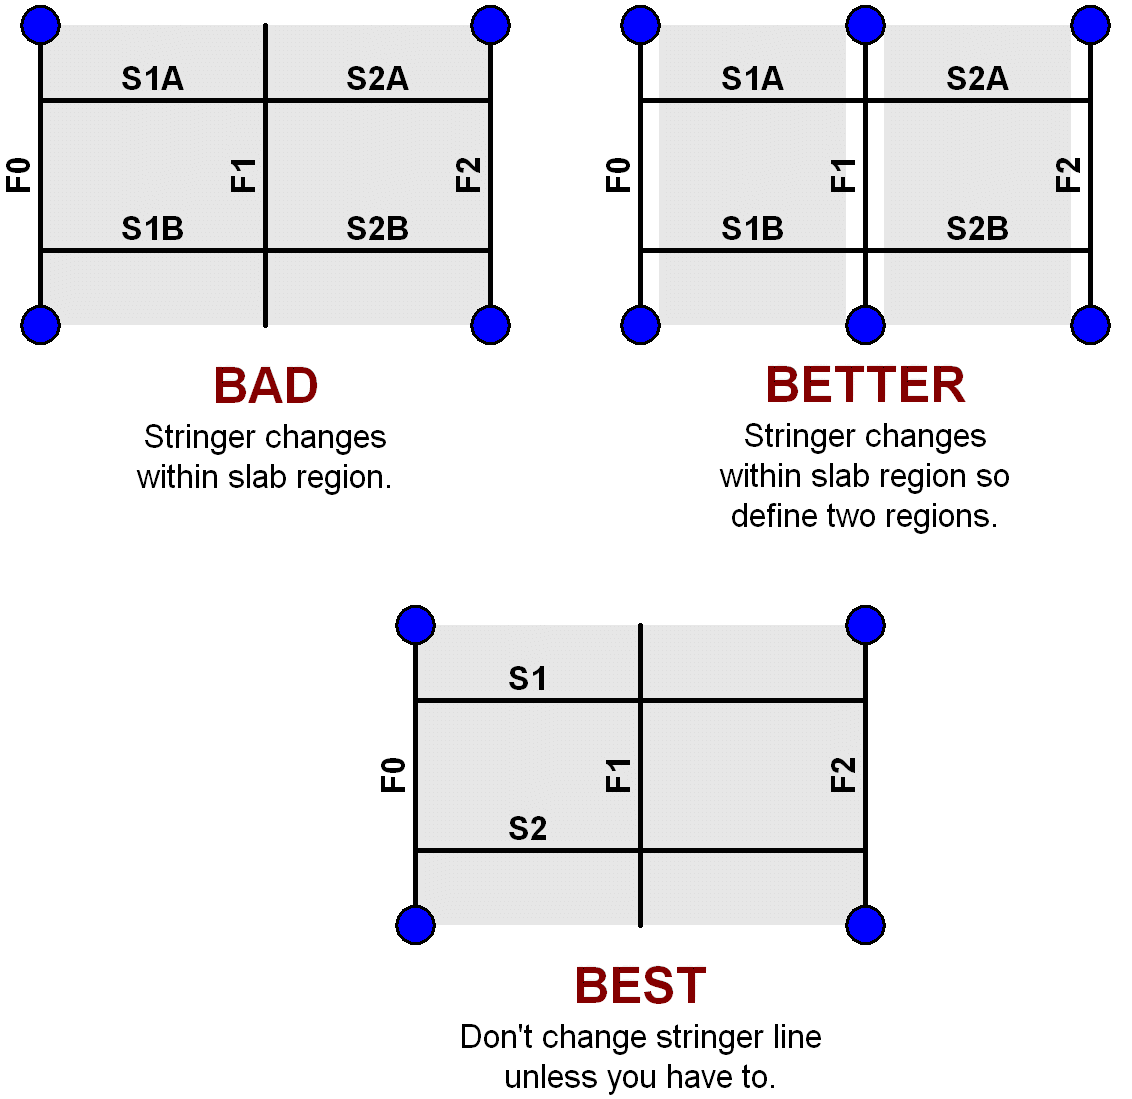 S1A
S2A
F0
F1
F2
S1B
S2B
BAD
Stringer changes
within slab region.
S1A
S2A
F0
F1
F2
S1B
S2B
BETTER
Stringer changes
within slab region so
define two regions.
S1
F0
F1
F2
S2
BEST
Don't change stringer line
unless you have to.